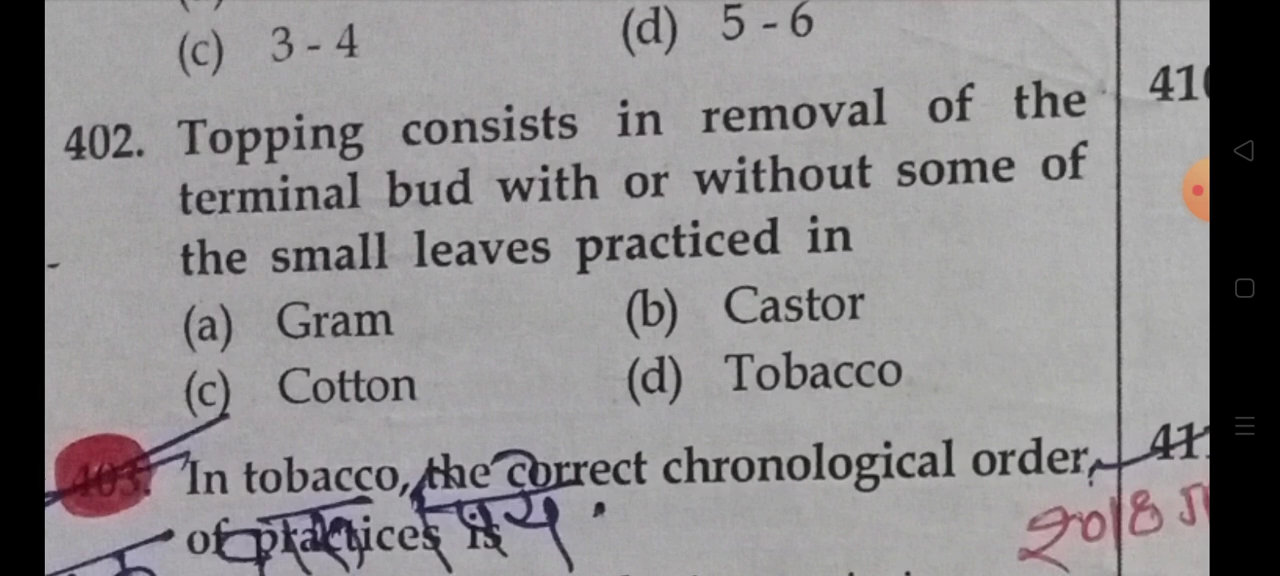 (c) 3 - 4 (d) 5 - 6
402. Topping consists in removal of the
terminal bud with or without some of
the small leaves practiced in
(a) Gram (b) Castor
(c) Cotton (d) Tobacco
403. In tobacco, the correct chronological order
of practices is
41
41
2018